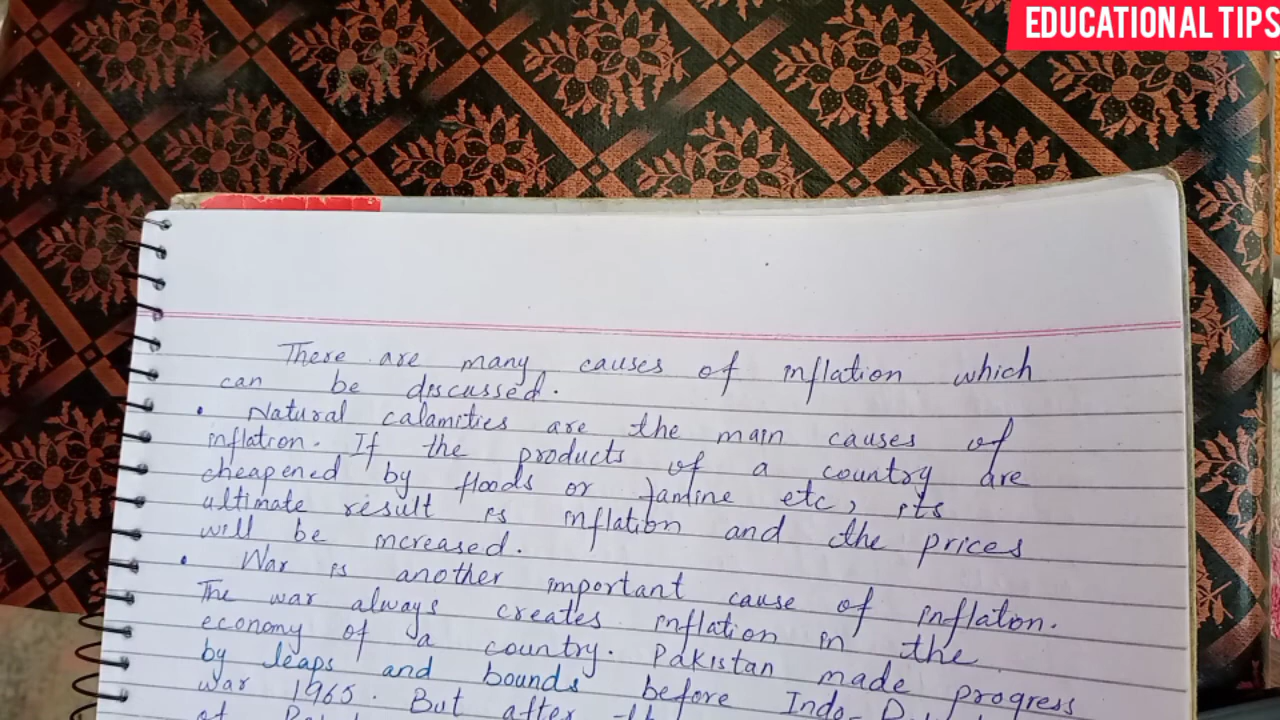 EDUCATIONAL TIPS
There are many causes of inflation which
can be discussed.
• Natural calamities are the main causes of
inflation. If the products of a country are
cheapened by floods or famine etc, its
ultimate result is inflation and the prices
will be increased.
• War is another important cause of inflation.
The war always creates inflation in the
economy of a country. Pakistan made progress
by leaps and bounds before Indo-
war 1965. But after
of